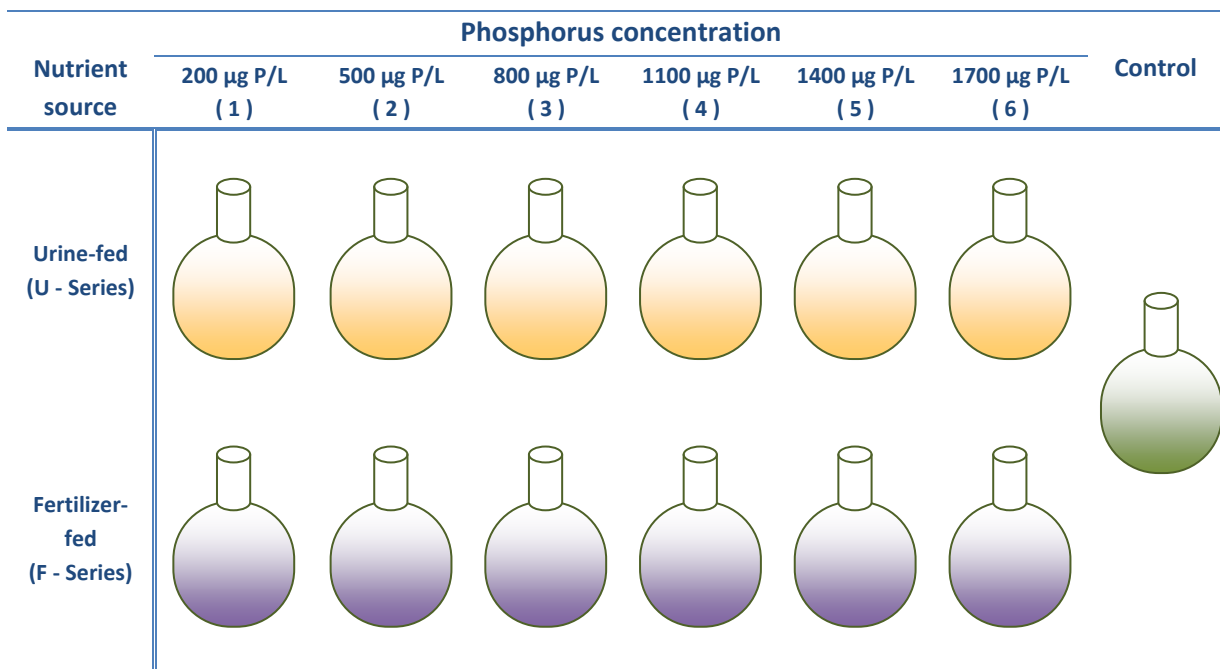 Phosphorus concentration
Nutrient source
200 µg P/L
( 1 )
500 µg P/L
( 2 )
800 µg P/L
( 3 )
1100 µg P/L
( 4 )
1400 µg P/L
( 5 )
1700 µg P/L
( 6 )
Control
Urine-fed
(U - Series)
Fertilizer-
fed
(F - Series)